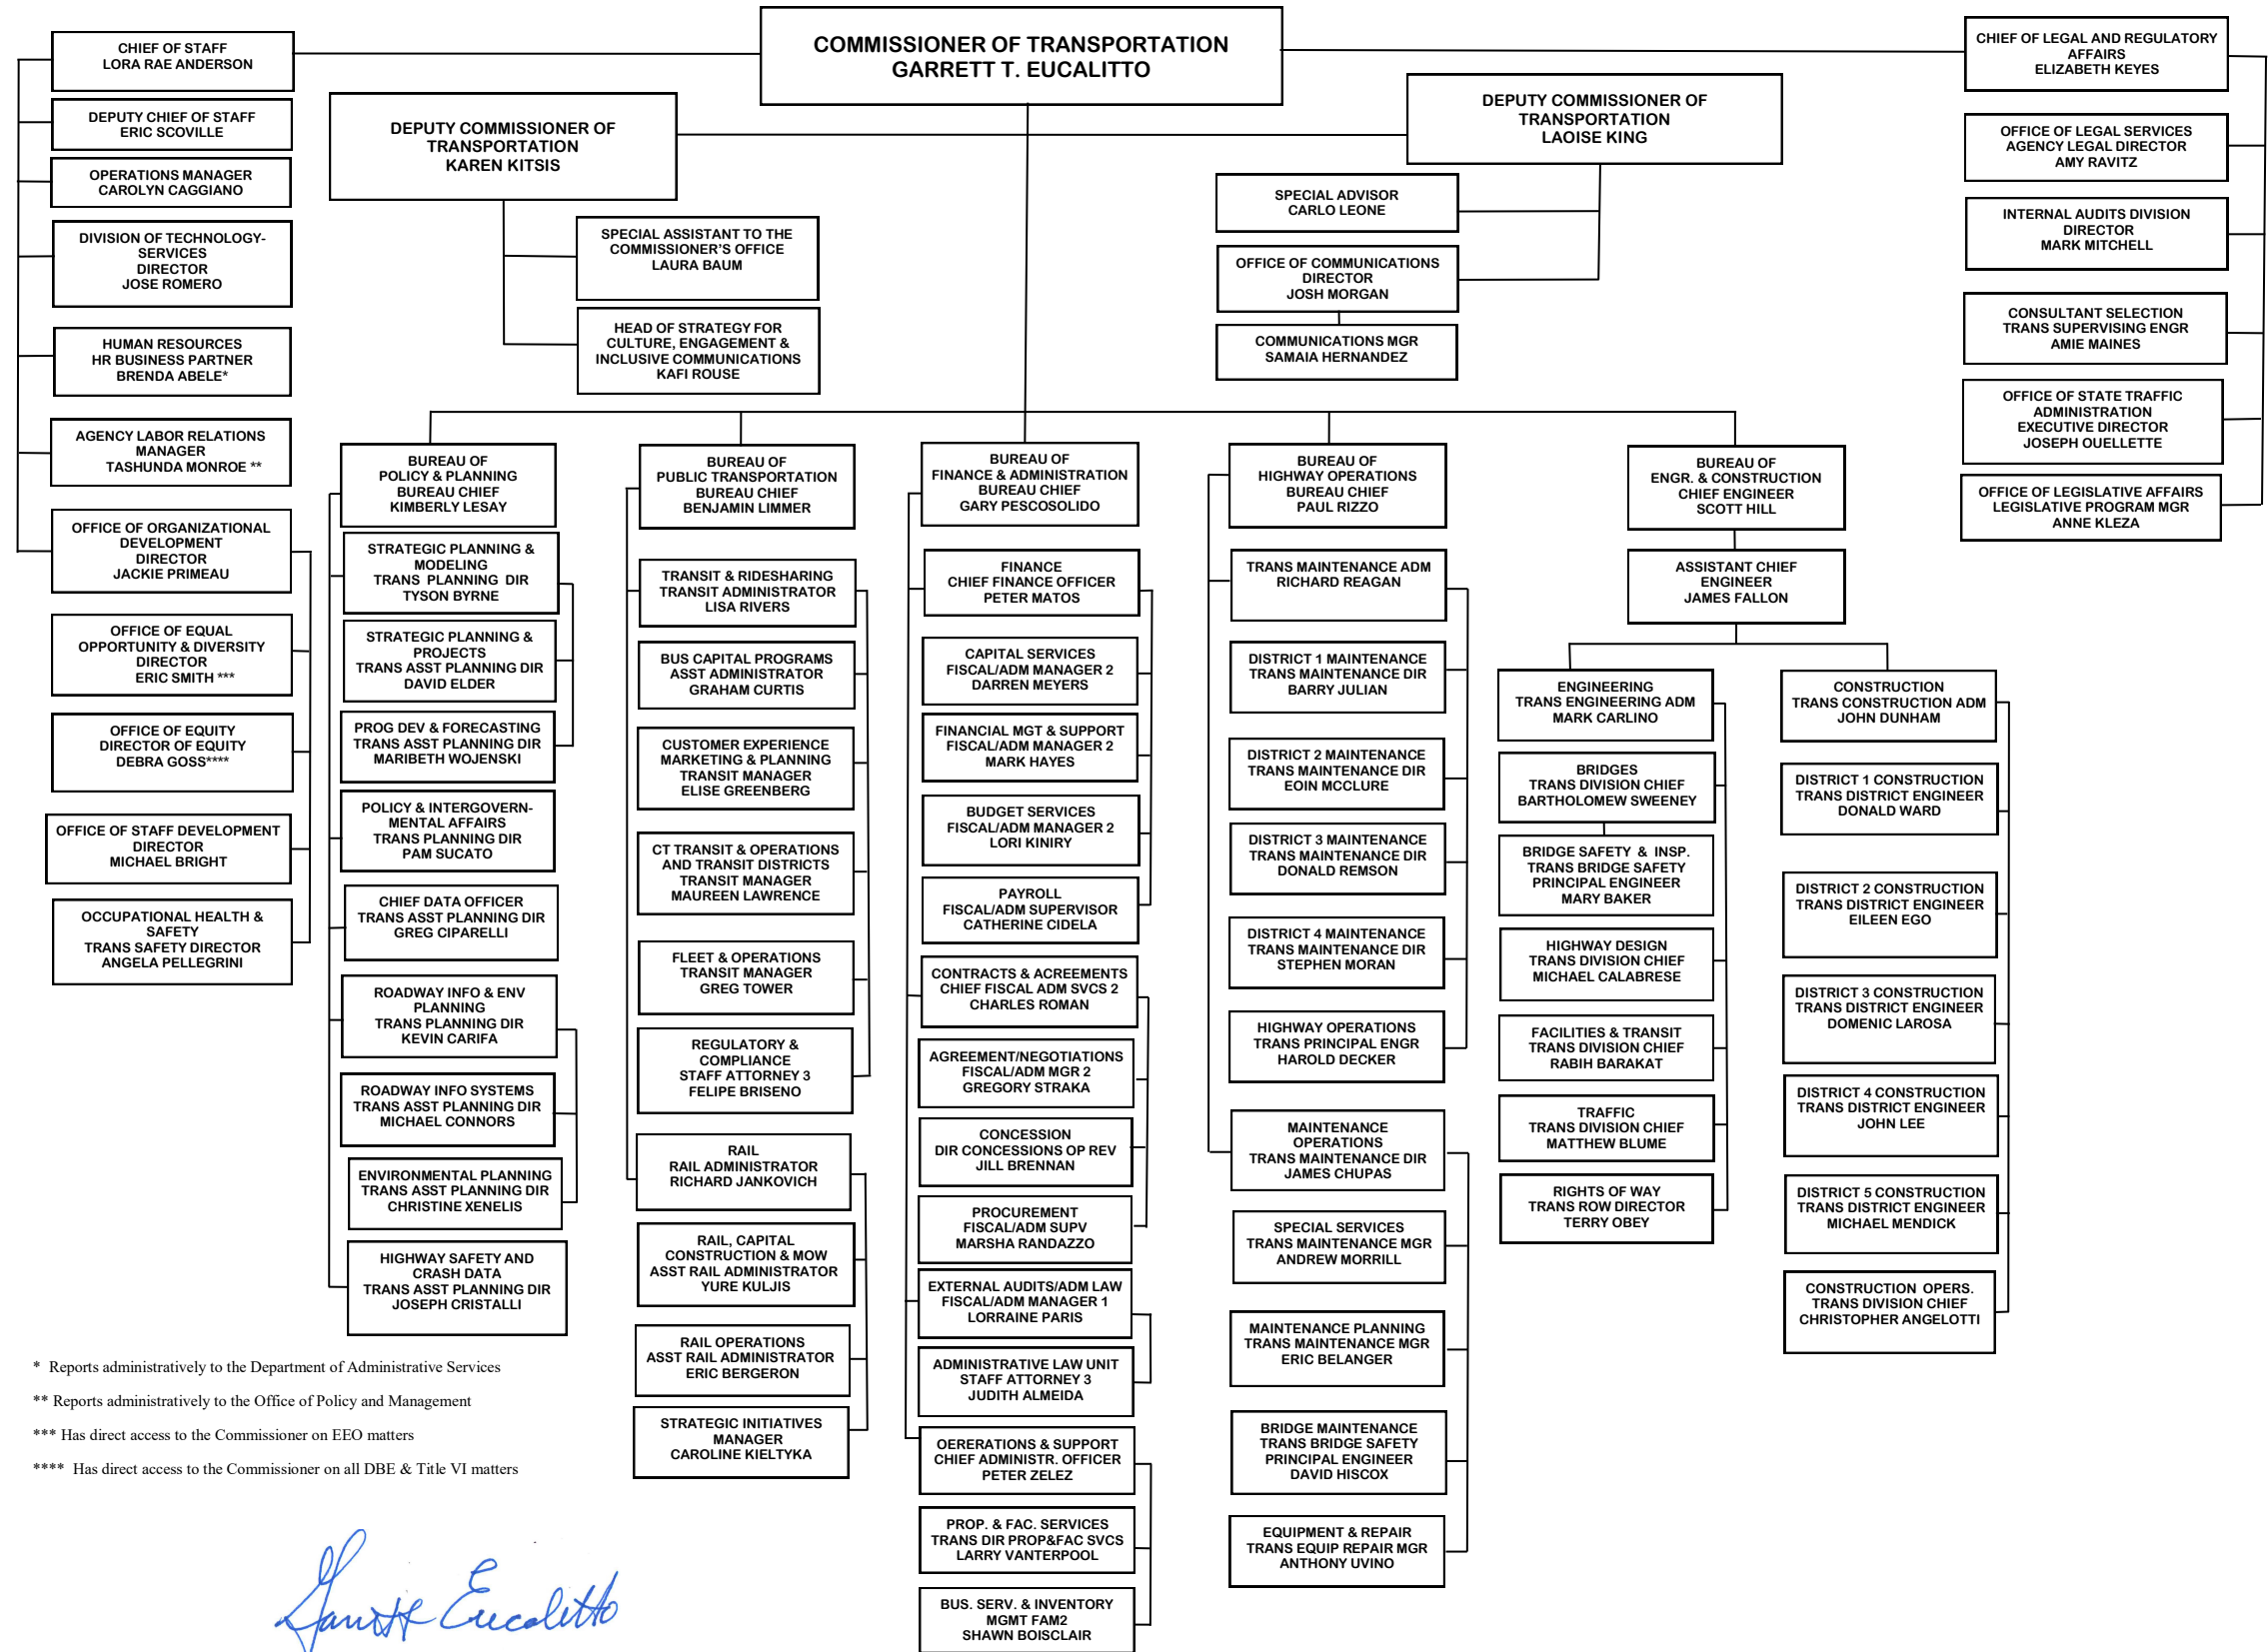 COMMISSIONER OF TRANSPORTATION
GARRETT T. EUCALITTO
CHIEF OF STAFF
LORA RAE ANDERSON
DEPUTY CHIEF OF STAFF
ERIC SCOVILLE
OPERATIONS MANAGER
CAROLYN CAGGIANO
DIVISION OF TECHNOLOGY-
SERVICES
DIRECTOR
JOSE ROMERO
HUMAN RESOURCES
HR BUSINESS PARTNER
BRENDA ABELE*
AGENCY LABOR RELATIONS
MANAGER
TASHUNDA MONROE **
OFFICE OF ORGANIZATIONAL
DEVELOPMENT
DIRECTOR
JACKIE PRIMEAU
OFFICE OF EQUAL
OPPORTUNITY & DIVERSITY
DIRECTOR
ERIC SMITH ***
OFFICE OF EQUITY
DIRECTOR OF EQUITY
DEBRA GOSS****
OFFICE OF STAFF DEVELOPMENT
DIRECTOR
MICHAEL BRIGHT
OCCUPATIONAL HEALTH &
SAFETY
TRANS SAFETY DIRECTOR
ANGELA PELLEGRINI
DEPUTY COMMISSIONER OF
TRANSPORTATION
KAREN KITSIS
SPECIAL ASSISTANT TO THE
COMMISSIONER'S OFFICE
LAURA BAUM
HEAD OF STRATEGY FOR
CULTURE, ENGAGEMENT &
INCLUSIVE COMMUNICATIONS
KAFI ROUSE
DEPUTY COMMISSIONER OF
TRANSPORTATION
LAOISE KING
SPECIAL ADVISOR
CARLO LEONE
OFFICE OF COMMUNICATIONS
DIRECTOR
JOSH MORGAN
COMMUNICATIONS MGR
SAMAIA HERNANDEZ
CHIEF OF LEGAL AND REGULATORY
AFFAIRS
ELIZABETH KEYES
OFFICE OF LEGAL SERVICES
AGENCY LEGAL DIRECTOR
AMY RAVITZ
INTERNAL AUDITS DIVISION
DIRECTOR
MARK MITCHELL
CONSULTANT SELECTION
TRANS SUPERVISING ENGR
AMIE MAINES
OFFICE OF STATE TRAFFIC
ADMINISTRATION
EXECUTIVE DIRECTOR
JOSEPH OUELLETTE
OFFICE OF LEGISLATIVE AFFAIRS
LEGISLATIVE PROGRAM MGR
ANNE KLEZA
BUREAU OF
POLICY & PLANNING
BUREAU CHIEF
KIMBERLY LESAY
STRATEGIC PLANNING &
MODELING
TRANS PLANNING DIR
TYSON BYRNE
STRATEGIC PLANNING &
PROJECTS
TRANS ASST PLANNING DIR
DAVID ELDER
PROG DEV & FORECASTING
TRANS ASST PLANNING DIR
MARIBETH WOJENSKI
POLICY & INTERGOVERN-
MENTAL AFFAIRS
TRANS PLANNING DIR
PAM SUCATO
CHIEF DATA OFFICER
TRANS ASST PLANNING DIR
GREG CIPARELLI
ROADWAY INFO & ENV
PLANNING
TRANS PLANNING DIR
KEVIN CARIFA
ROADWAY INFO SYSTEMS
TRANS ASST PLANNING DIR
MICHAEL CONNORS
ENVIRONMENTAL PLANNING
TRANS ASST PLANNING DIR
CHRISTINE XENELIS
HIGHWAY SAFETY AND
CRASH DATA
TRANS ASST PLANNING DIR
JOSEPH CRISTALLI
BUREAU OF
PUBLIC TRANSPORTATION
BUREAU CHIEF
BENJAMIN LIMMER
TRANSIT & RIDESHARING
TRANSIT ADMINISTRATOR
LISA RIVERS
BUS CAPITAL PROGRAMS
ASST ADMINISTRATOR
GRAHAM CURTIS
CUSTOMER EXPERIENCE
MARKETING & PLANNING
TRANSIT MANAGER
ELISE GREENBERG
CT TRANSIT & OPERATIONS
AND TRANSIT DISTRICTS
TRANSIT MANAGER
MAUREEN LAWRENCE
FLEET & OPERATIONS
TRANSIT MANAGER
GREG TOWER
REGULATORY &
COMPLIANCE
STAFF ATTORNEY 3
FELIPE BRISENO
RAIL
RAIL ADMINISTRATOR
RICHARD JANKOVICH
RAIL, CAPITAL
CONSTRUCTION & MOW
ASST RAIL ADMINISTRATOR
YURE KULJIS
RAIL OPERATIONS
ASST RAIL ADMINISTRATOR
ERIC BERGERON
STRATEGIC INITIATIVES
MANAGER
CAROLINE KIELTYKA
BUREAU OF
FINANCE & ADMINISTRATION
BUREAU CHIEF
GARY PESCOSOLIDO
FINANCE
CHIEF FINANCE OFFICER
PETER MATOS
CAPITAL SERVICES
FISCAL/ADM MANAGER 2
DARREN MEYERS
FINANCIAL MGT & SUPPORT
FISCAL/ADM MANAGER 2
MARK HAYES
BUDGET SERVICES
FISCAL/ADM MANAGER 2
LORI KINIRY
PAYROLL
FISCAL/ADM SUPERVISOR
CATHERINE CIDELA
CONTRACTS & AGREEMENTS
CHIEF FISCAL ADM SVCS 2
CHARLES ROMAN
AGREEMENT/NEGOTIATIONS
FISCAL/ADM MGR 2
GREGORY STRAKA
CONCESSION
DIR CONCESSIONS OP REV
JILL BRENNAN
PROCUREMENT
FISCAL/ADM SUPV
MARSHA RANDAZZO
EXTERNAL AUDITS/ADM LAW
FISCAL/ADM MANAGER 1
LORRAINE PARIS
ADMINISTRATIVE LAW UNIT
STAFF ATTORNEY 3
JUDITH ALMEIDA
OERERATIONS & SUPPORT
CHIEF ADMINISTR. OFFICER
PETER ZELEZ
PROP. & FAC. SERVICES
TRANS DIR PROP&FAC SVCS
LARRY VANTERPOOL
BUS. SERV. & INVENTORY
MGMT FAM2
SHAWN BOISCLAIR
BUREAU OF
HIGHWAY OPERATIONS
BUREAU CHIEF
PAUL RIZZO
TRANS MAINTENANCE ADM
RICHARD REAGAN
DISTRICT 1 MAINTENANCE
TRANS MAINTENANCE DIR
BARRY JULIAN
DISTRICT 2 MAINTENANCE
TRANS MAINTENANCE DIR
EOIN MCCLURE
DISTRICT 3 MAINTENANCE
TRANS MAINTENANCE DIR
DONALD REMSON
DISTRICT 4 MAINTENANCE
TRANS MAINTENANCE DIR
STEPHEN MORAN
HIGHWAY OPERATIONS
TRANS PRINCIPAL ENGR
HAROLD DECKER
MAINTENANCE
OPERATIONS
TRANS MAINTENANCE DIR
JAMES CHUPAS
SPECIAL SERVICES
TRANS MAINTENANCE MGR
ANDREW MORRILL
MAINTENANCE PLANNING
TRANS MAINTENANCE MGR
ERIC BELANGER
BRIDGE MAINTENANCE
TRANS BRIDGE SAFETY
PRINCIPAL ENGINEER
DAVID HISCOX
EQUIPMENT & REPAIR
TRANS EQUIP REPAIR MGR
ANTHONY UVINO
BUREAU OF
ENGR. & CONSTRUCTION
CHIEF ENGINEER
SCOTT HILL
ASSISTANT CHIEF
ENGINEER
JAMES FALLON
ENGINEERING
TRANS ENGINEERING ADM
MARK CARLINO
BRIDGES
TRANS DIVISION CHIEF
BARTHOLOMEW SWEENEY
BRIDGE SAFETY & INSP.
TRANS BRIDGE SAFETY
PRINCIPAL ENGINEER
MARY BAKER
HIGHWAY DESIGN
TRANS DIVISION CHIEF
MICHAEL CALABRESE
FACILITIES & TRANSIT
TRANS DIVISION CHIEF
RABIH BARAKAT
TRAFFIC
TRANS DIVISION CHIEF
MATTHEW BLUME
RIGHTS OF WAY
TRANS ROW DIRECTOR
TERRY OBEY
CONSTRUCTION
TRANS CONSTRUCTION ADM
JOHN DUNHAM
DISTRICT 1 CONSTRUCTION
TRANS DISTRICT ENGINEER
DONALD WARD
DISTRICT 2 CONSTRUCTION
TRANS DISTRICT ENGINEER
EILEEN EGO
DISTRICT 3 CONSTRUCTION
TRANS DISTRICT ENGINEER
DOMENIC LAROSA
DISTRICT 4 CONSTRUCTION
TRANS DISTRICT ENGINEER
JOHN LEE
DISTRICT 5 CONSTRUCTION
TRANS DISTRICT ENGINEER
MICHAEL MENDICK
CONSTRUCTION OPERS.
TRANS DIVISION CHIEF
CHRISTOPHER ANGELOTTI
* Reports administratively to the Department of Administrative Services
** Reports administratively to the Office of Policy and Management
*** Has direct access to the Commissioner on EEO matters
**** Has direct access to the Commissioner on all DBE & Title VI matters
Garrett Eucalitto